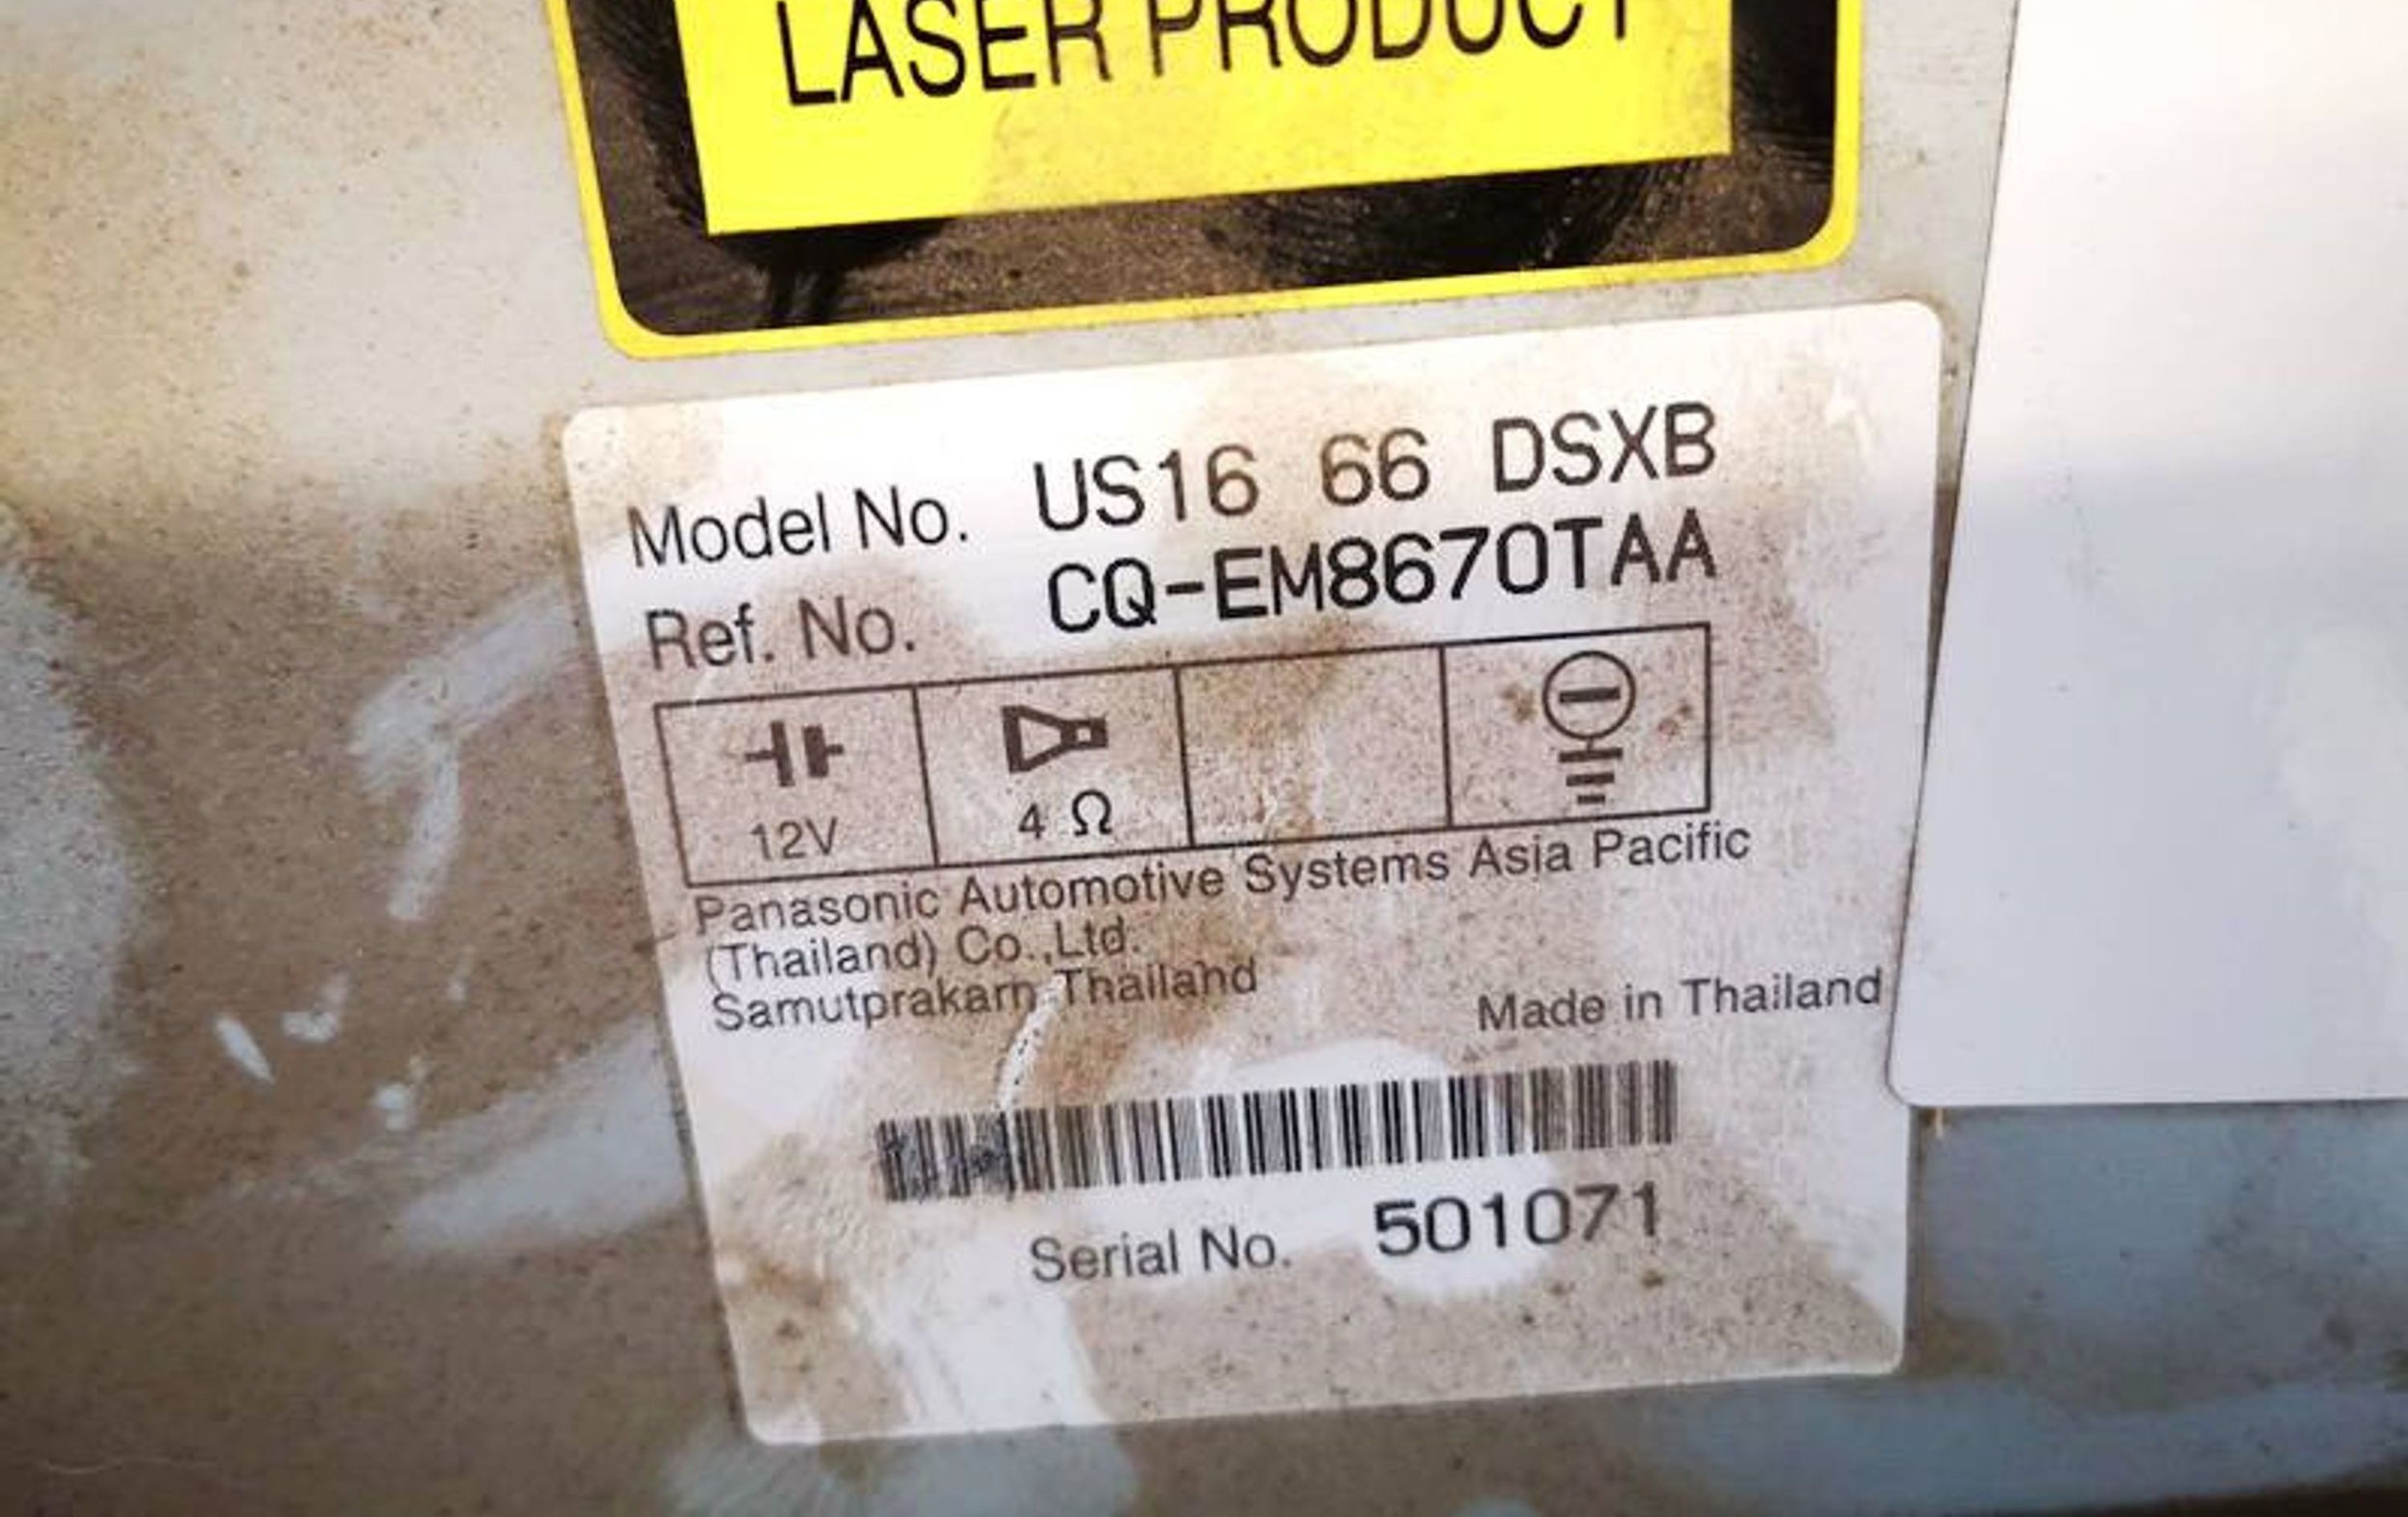 LASER PRODUCT
Model No. US16 66 DSXB
Ref. No. CQ-EM8670TAA
12V 4 Ω
Panasonic Automotive Systems Asia Pacific
(Thailand) Co.,Ltd.
Samutprakarn Thailand
Made in Thailand
Serial No. 501071